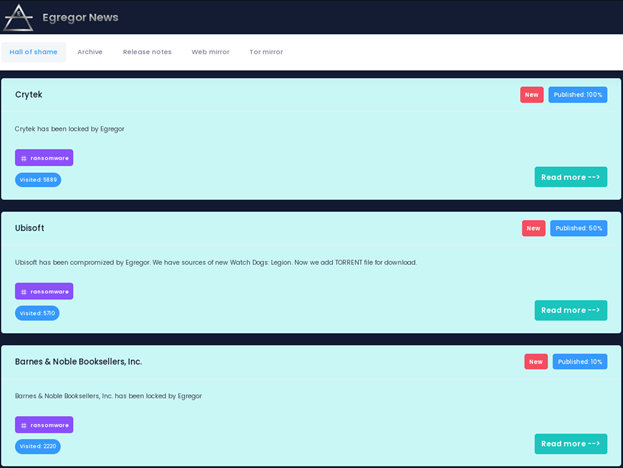 Egregor News
Hall of shame
Archive
Release notes
Web mirror
Tor mirror
Crytek
New
Published: 100%
Crytek has been locked by Egregor
ransomware
Visited: 5889
Read more -->
Ubisoft
New
Published: 50%
Ubisoft has been compromized by Egregor. We have sources of new Watch Dogs: Legion. Now we add TORRENT file for download.
ransomware
Visited: 5710
Read more -->
Barnes & Noble Booksellers, Inc.
New
Published: 10%
Barnes & Noble Booksellers, Inc. has been locked by Egregor
ransomware
Visited: 2220
Read more -->